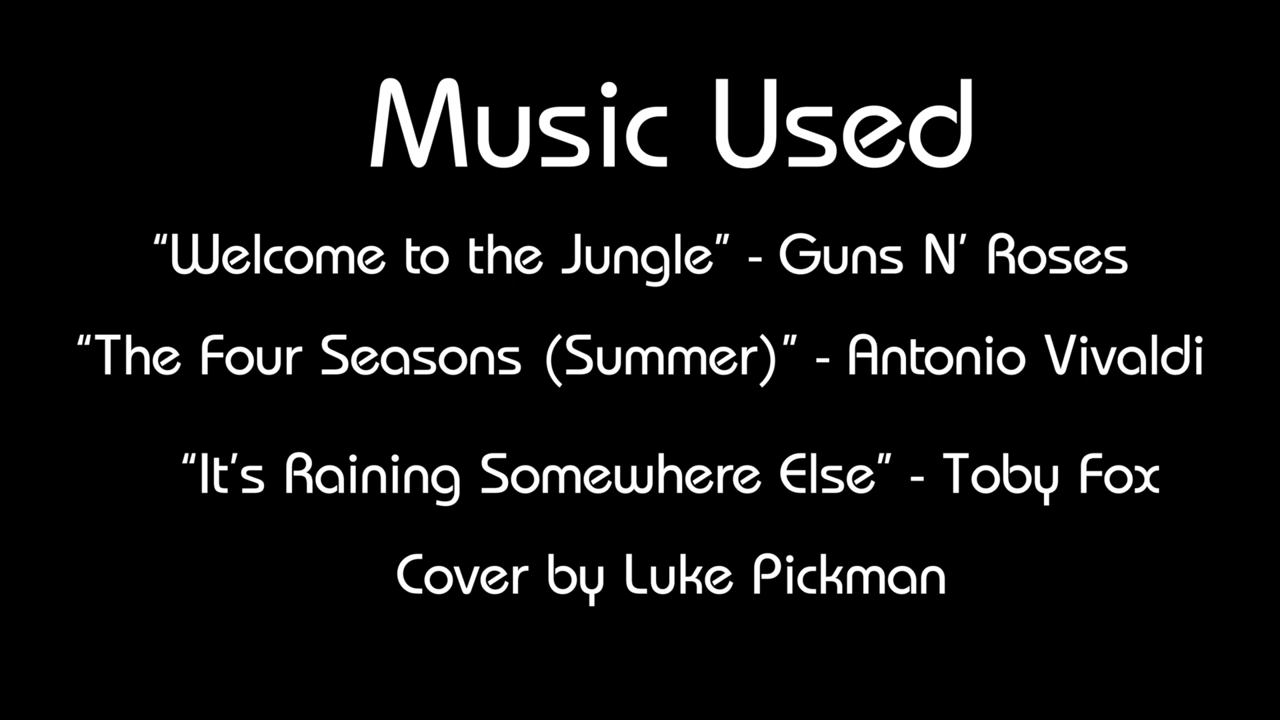 Music Used
“Welcome to the Jungle” - Guns N’ Roses
“The Four Seasons (Summer)” - Antonio Vivaldi
“It’s Raining Somewhere Else” - Toby Fox
Cover by Luke Pickman